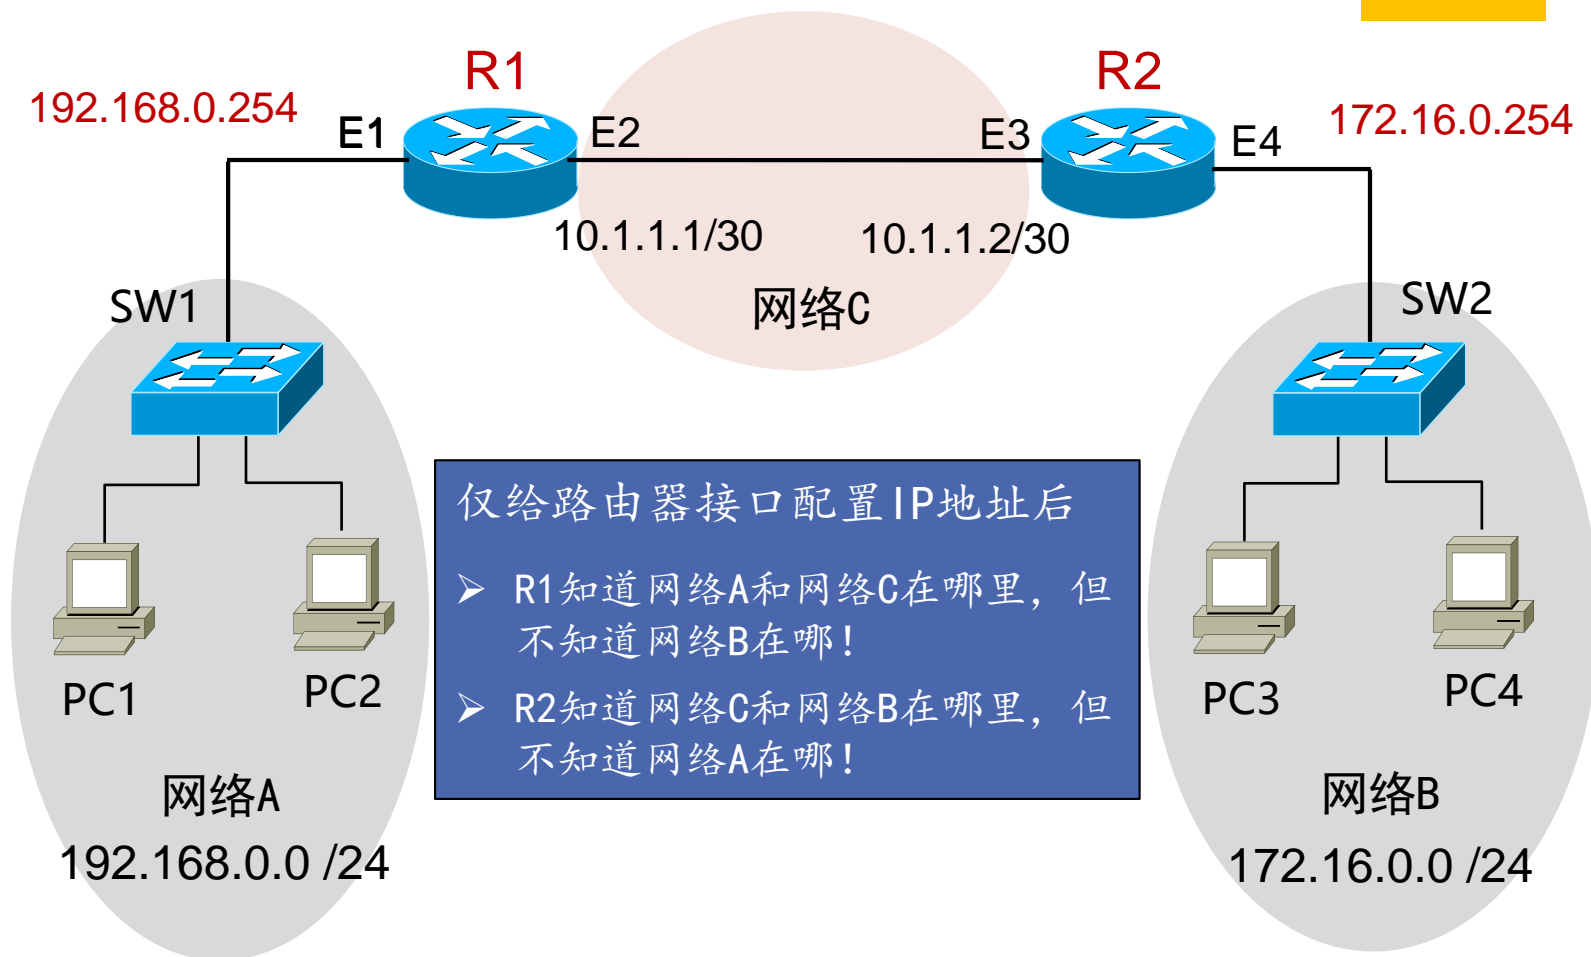 R1
R2
192.168.0.254
E1
E2
E3
E4
172.16.0.254
10.1.1.1/30
10.1.1.2/30
网络C
SW1
SW2
仅给路由器接口配置IP地址后
➢ R1知道网络A和网络C在哪里，但
不知道网络B在哪！
➢ R2知道网络C和网络B在哪里，但
不知道网络A在哪！
PC1
PC2
PC3
PC4
网络A
192.168.0.0 /24
网络B
172.16.0.0 /24